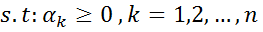 s.t: αₖ ≥ 0 , k = 1,2, … , n